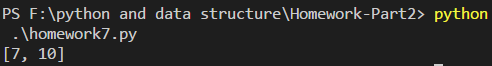 PS F:\python and data structure\Homework-Part2> python
.\homework7.py
[7, 10]